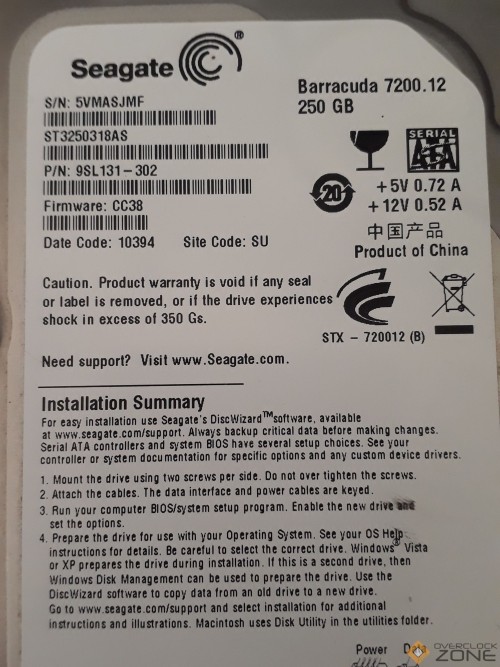 Seagate®
S/N: 5VMASJMF
Barracuda 7200.12
250 GB
ST3250318AS
SERIAL
ATA
P/N: 9SL131-302
20
+5V 0.72 A
+12V 0.52 A
Firmware: CC38
中国产品
Date Code: 10394 Site Code: SU
Product of China
Caution. Product warranty is void if any seal
or label is removed, or if the drive experiences
shock in excess of 350 Gs.
STX - 720012 (B)
Need support? Visit www.Seagate.com.
Installation Summary
For easy installation use Seagate's DiscWizard™software, available
at www.seagate.com/support. Always backup critical data before making changes.
Serial ATA controllers and system BIOS have several setup choices. See your
controller or system documentation for specific options and any custom device drivers.
1. Mount the drive using two screws per side. Do not over tighten the screws.
2. Attach the cables. The data interface and power cables are keyed.
3. Run your computer BIOS/system setup program. Enable the new drive and
set the options.
4. Prepare the drive for use with your Operating System. See your OS Help
instructions for details. Be careful to select the correct drive. Windows® Vista
or XP prepares the drive during installation. If this is a second drive, then
Windows Disk Management can be used to prepare the drive. Use the
DiscWizard software to copy data from an old drive to a new drive.
Go to www.seagate.com/support and select installation for additional
instructions and illustrations. Macintosh uses Disk Utility in the utilities folder.
Power
OVERCLOCK
ZONE